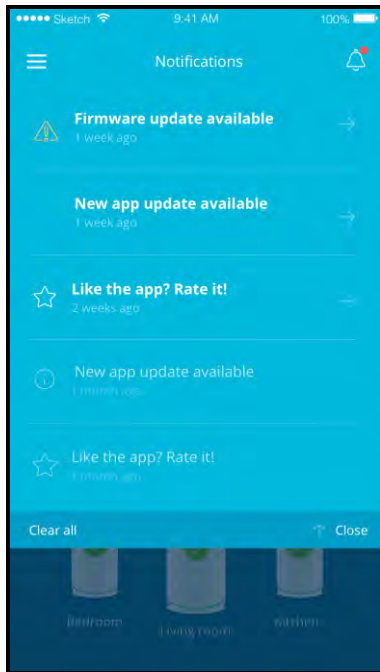 Sketch 9:41 AM 100%
Notifications
Firmware update available
1 week ago
New app update available
1 week ago
Like the app? Rate it!
2 weeks ago
New app update available
1 month ago
Like the app? Rate it!
1 month ago
Clear all Close
Bedroom Living room Kitchen